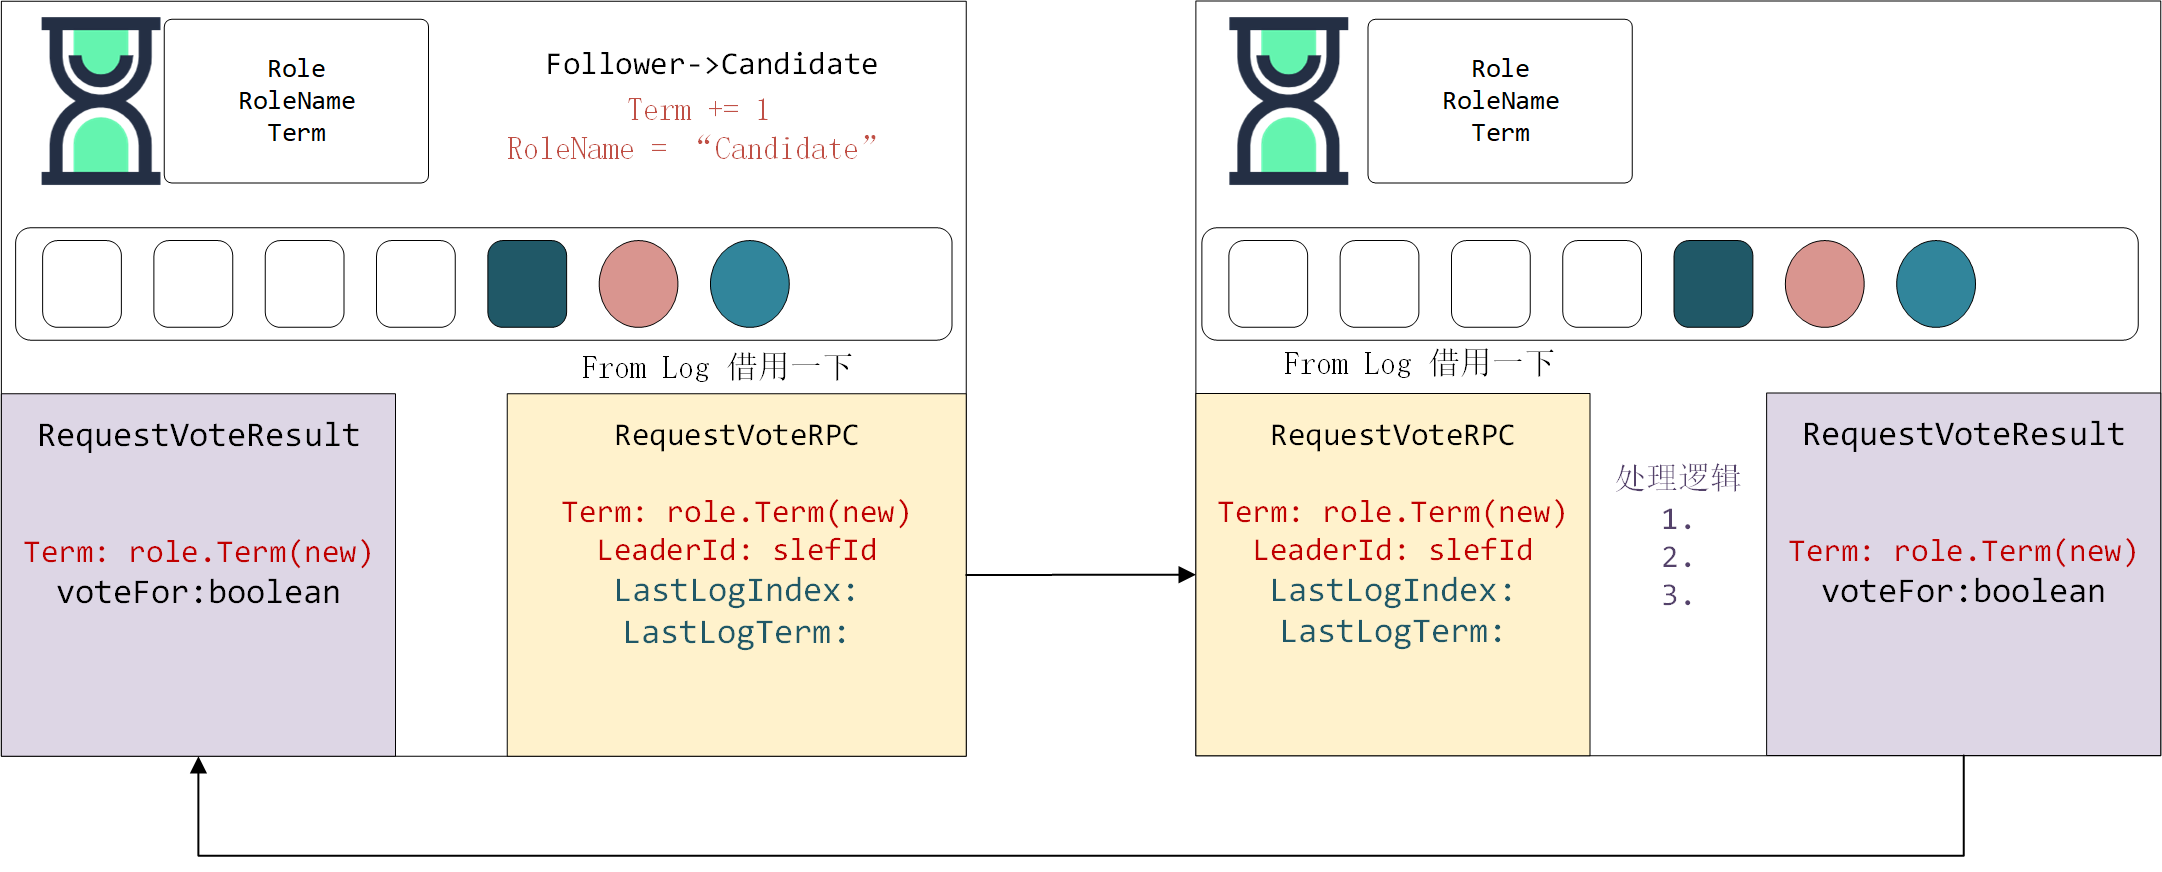 Role
RoleName
Term
Follower->Candidate
Term += 1
RoleName = “Candidate”
From Log 借用一下
RequestVoteResult
Term: role.Term(new)
voteFor:boolean
RequestVoteRPC
Term: role.Term(new)
LeaderId: slefId
LastLogIndex:
LastLogTerm:
Role
RoleName
Term
From Log 借用一下
RequestVoteRPC
Term: role.Term(new)
LeaderId: slefId
LastLogIndex:
LastLogTerm:
处理逻辑
1.
2.
3.
RequestVoteResult
Term: role.Term(new)
voteFor:boolean